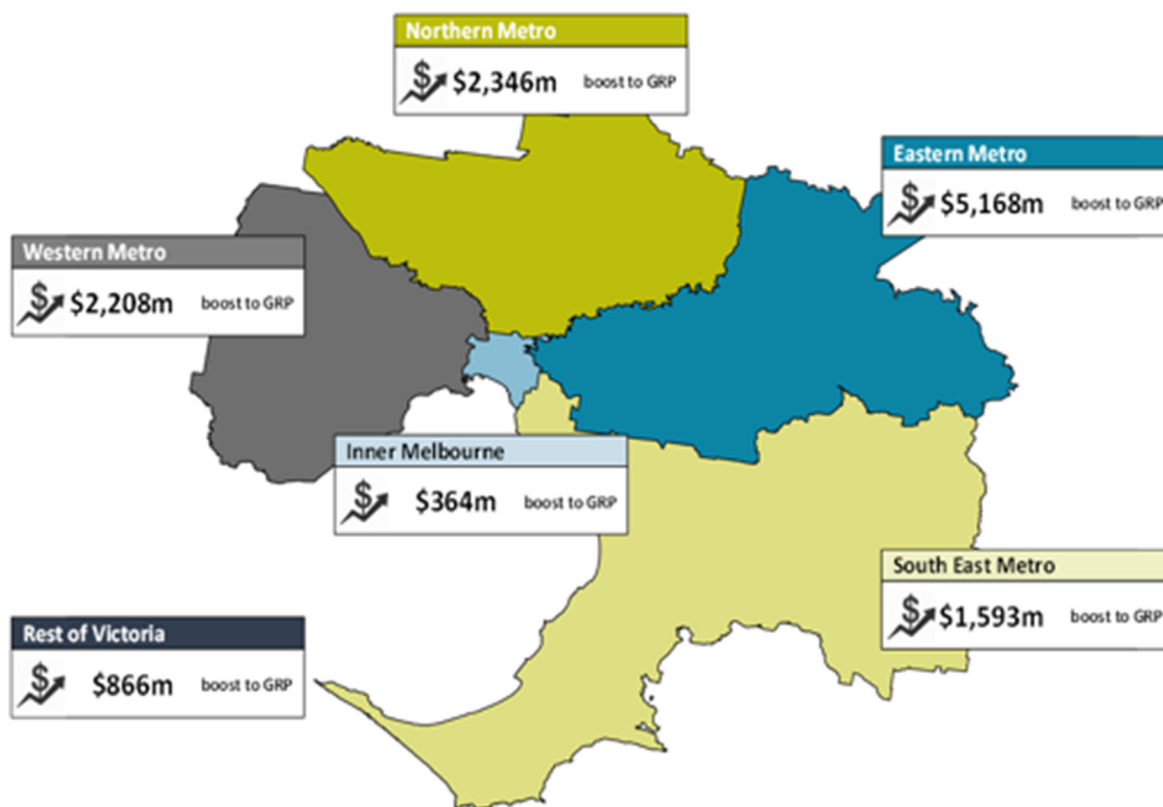 Northern Metro
$2,346m boost to GRP
Eastern Metro
$5,168m boost to GRP
Western Metro
$2,208m boost to GRP
Inner Melbourne
$364m boost to GRP
South East Metro
$1,593m boost to GRP
Rest of Victoria
$866m boost to GRP